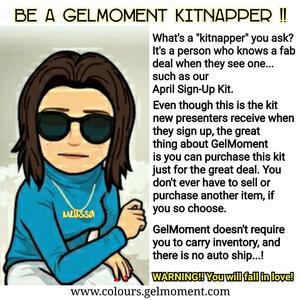 BE A GELMOMENT KITNAPPER !!
What's a "kitnapper" you ask?
It's a person who knows a fab
deal when they see one...
such as our
April Sign-Up Kit.
Even though this is the kit
new presenters receive when
they sign up, the great
thing about GelMoment
is you can purchase this kit
just for the great deal. You
don't ever have to sell or
purchase another item, if
you so choose.
GelMoment doesn't require
you to carry inventory, and
there is no auto ship...!
WARNING!! You will fall in love!
Melissa
www.colours.gelmoment.com